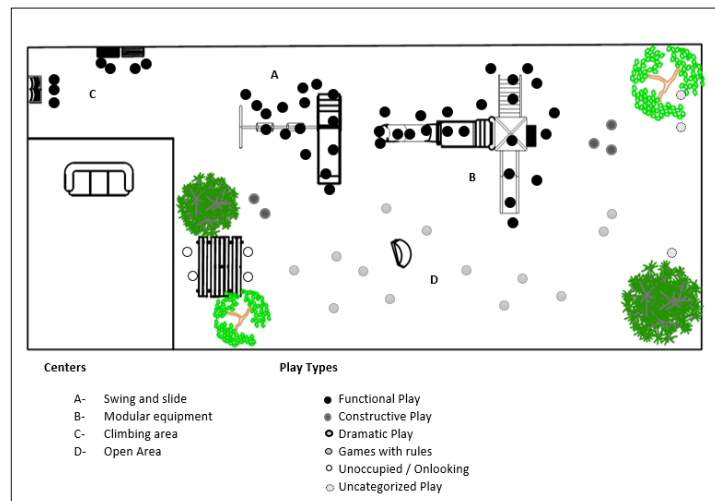 A
C
B
D
Centers
Play Types
A- Swing and slide
B- Modular equipment
C- Climbing area
D- Open Area
Functional Play
Constructive Play
Dramatic Play
Games with rules
Unoccupied / Onlooking
Uncategorized Play